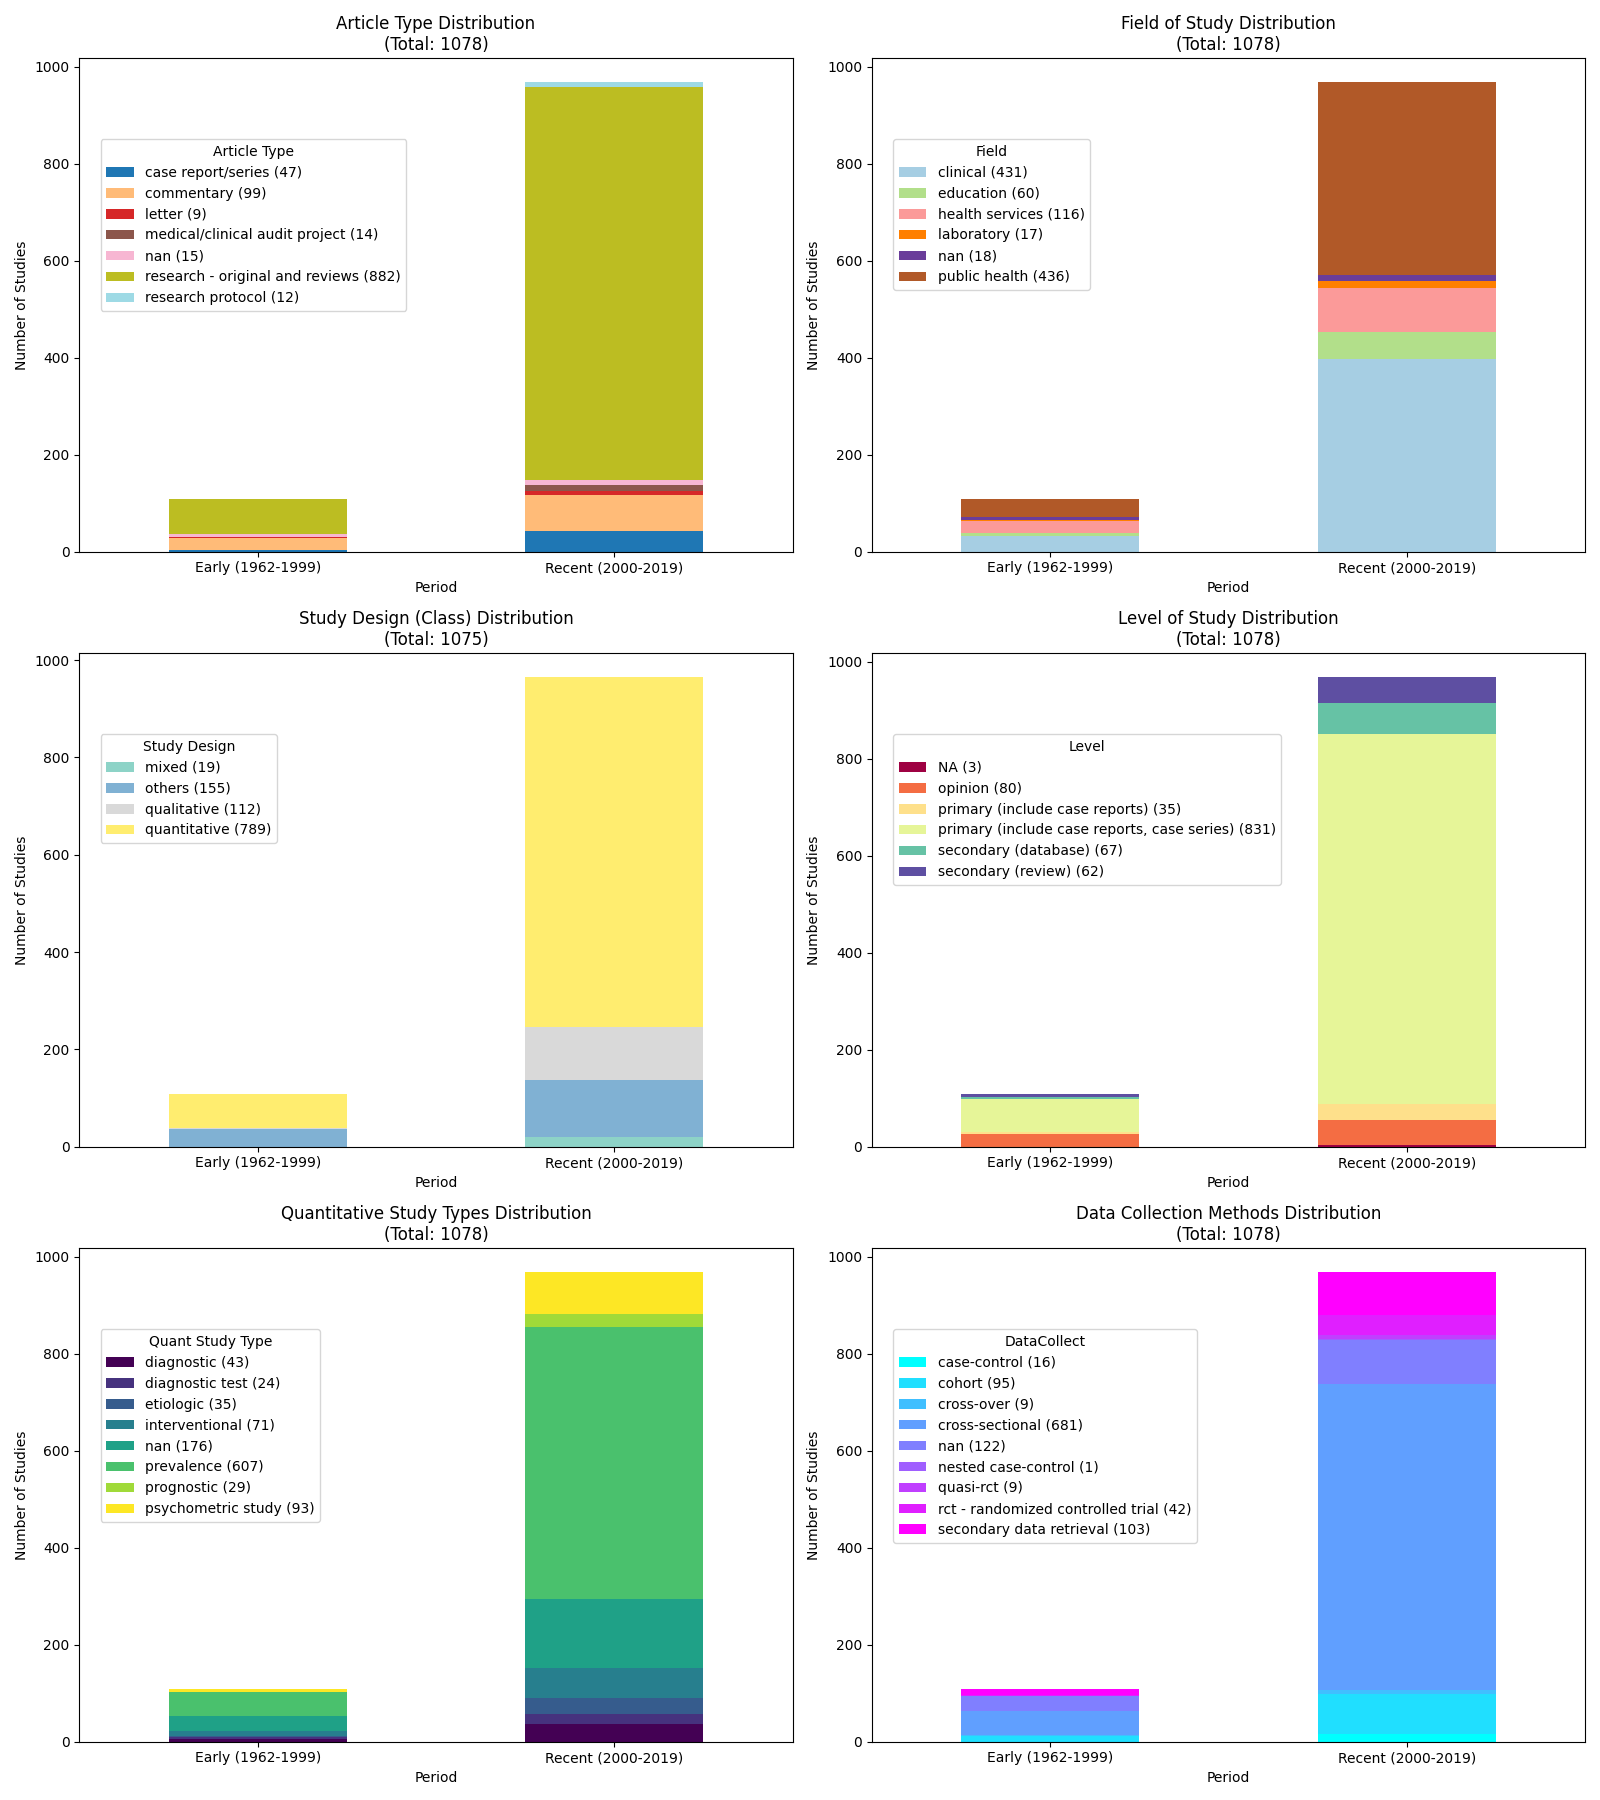 Article Type Distribution
(Total: 1078)
Number of Studies
1000
800
600
400
200
0
Article Type
case report/series (47)
commentary (99)
letter (9)
medical/clinical audit project (14)
nan (15)
research - original and reviews (882)
research protocol (12)
Early (1962-1999)
Recent (2000-2019)
Period
Field of Study Distribution
(Total: 1078)
Number of Studies
1000
800
600
400
200
0
Field
clinical (431)
education (60)
health services (116)
laboratory (17)
nan (18)
public health (436)
Early (1962-1999)
Recent (2000-2019)
Period
Study Design (Class) Distribution
(Total: 1075)
Number of Studies
1000
800
600
400
200
0
Study Design
mixed (19)
others (155)
qualitative (112)
quantitative (789)
Early (1962-1999)
Recent (2000-2019)
Period
Level of Study Distribution
(Total: 1078)
Number of Studies
1000
800
600
400
200
0
Level
NA (3)
opinion (80)
primary (include case reports) (35)
primary (include case reports, case series) (831)
secondary (database) (67)
secondary (review) (62)
Early (1962-1999)
Recent (2000-2019)
Period
Quantitative Study Types Distribution
(Total: 1078)
Number of Studies
1000
800
600
400
200
0
Quant Study Type
diagnostic (43)
diagnostic test (24)
etiologic (35)
interventional (71)
nan (176)
prevalence (607)
prognostic (29)
psychometric study (93)
Early (1962-1999)
Recent (2000-2019)
Period
Data Collection Methods Distribution
(Total: 1078)
Number of Studies
1000
800
600
400
200
0
DataCollect
case-control (16)
cohort (95)
cross-over (9)
cross-sectional (681)
nan (122)
nested case-control (1)
quasi-rct (9)
rct - randomized controlled trial (42)
secondary data retrieval (103)
Early (1962-1999)
Recent (2000-2019)
Period